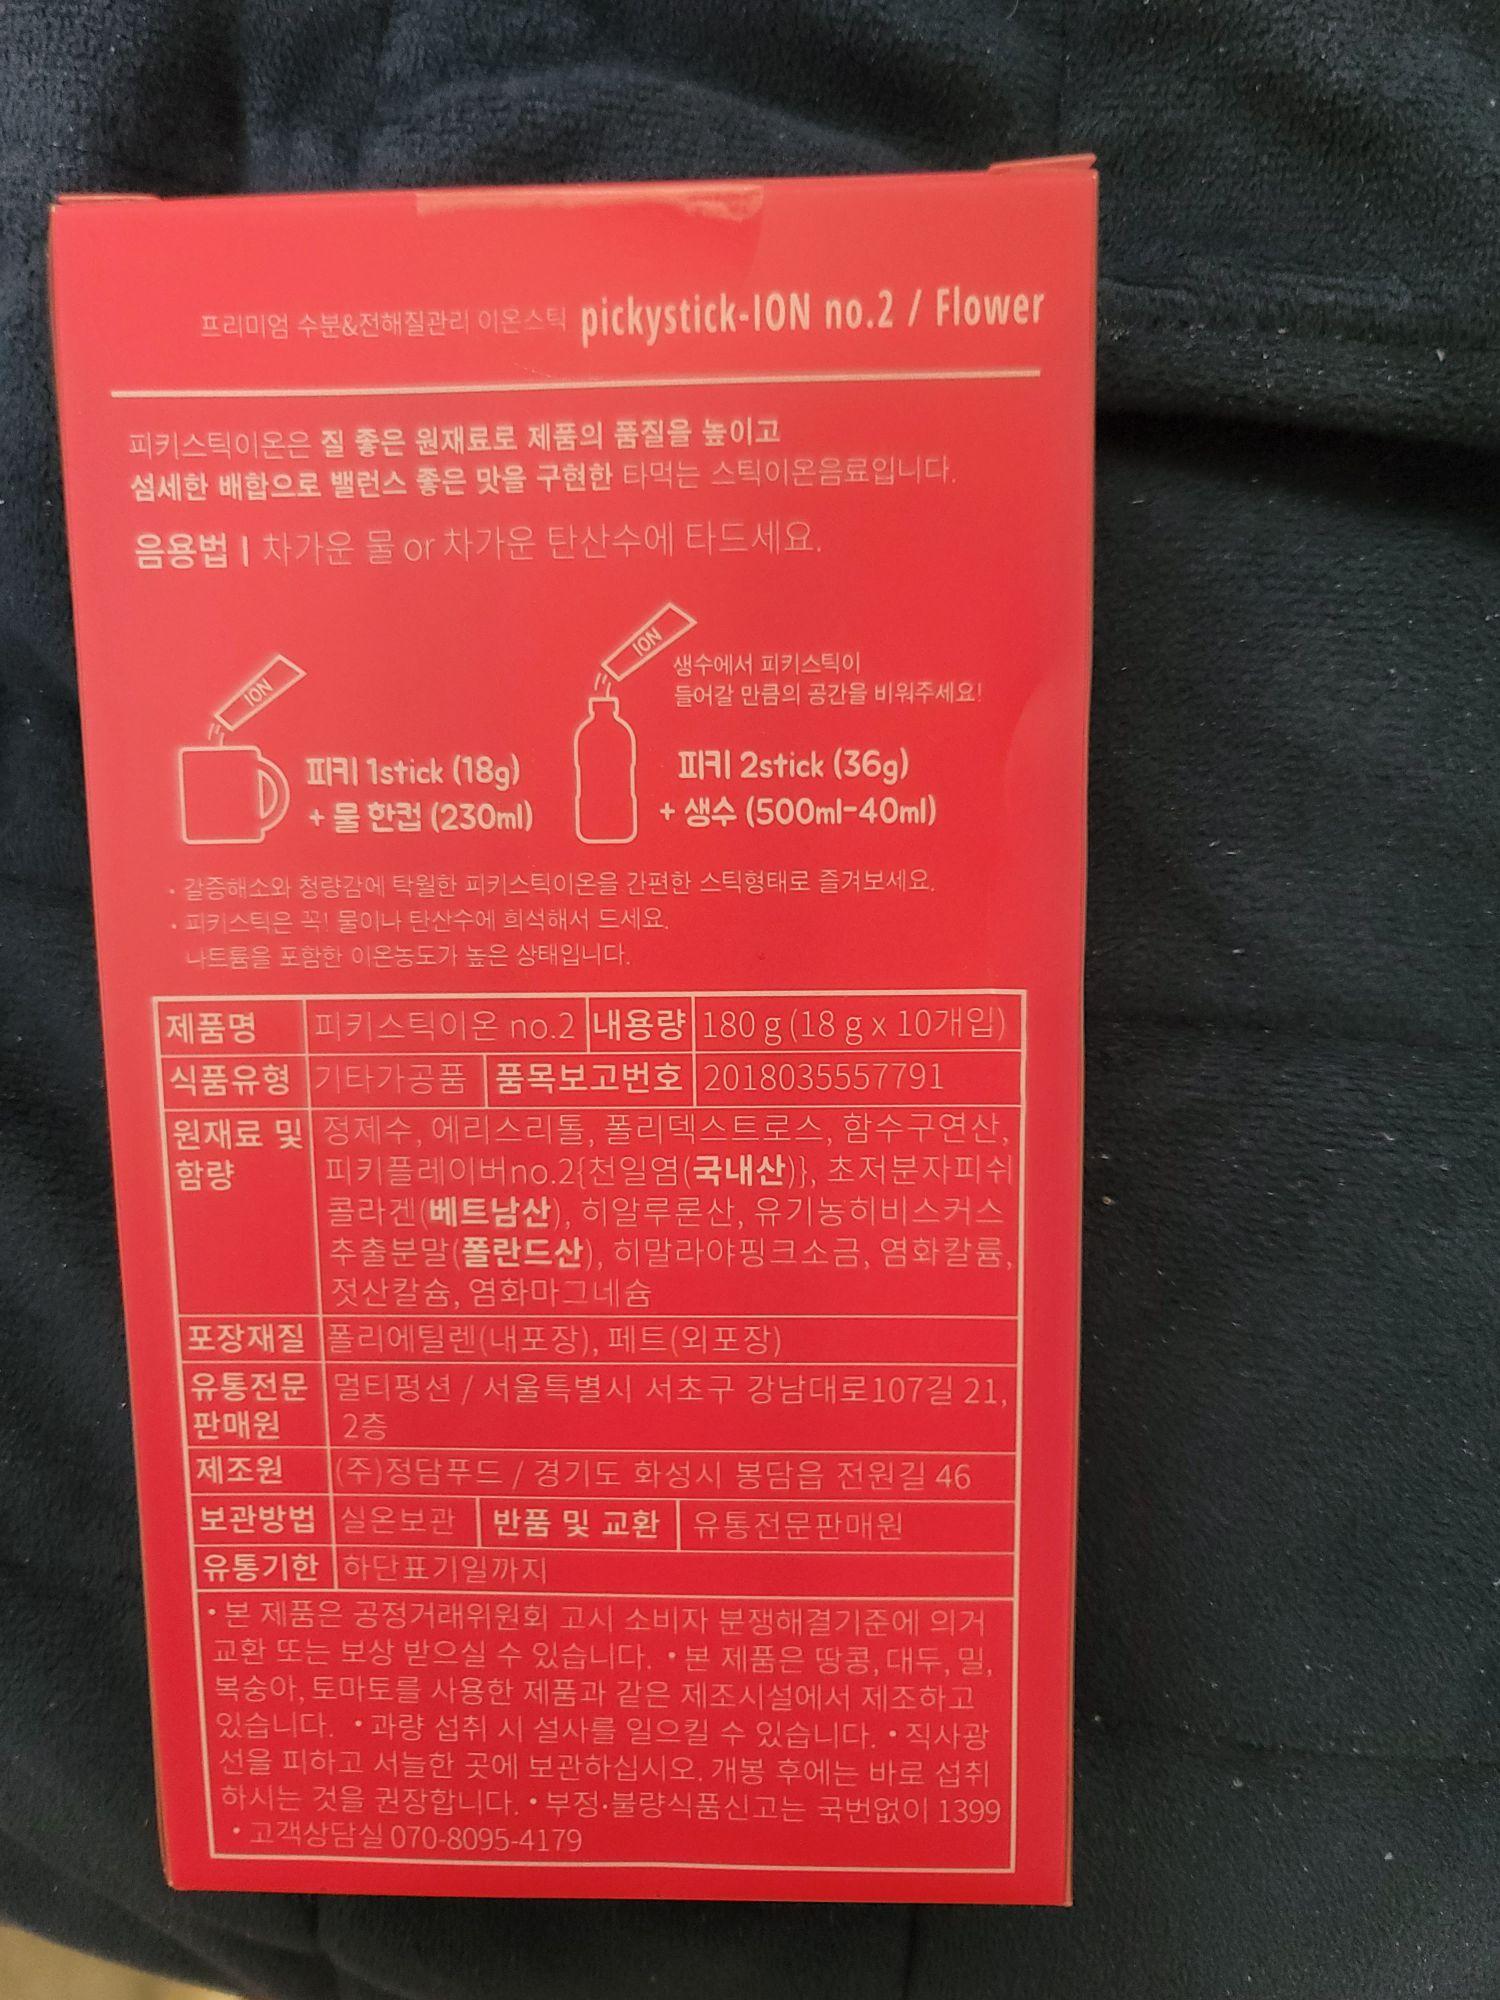 프리미엄 수분&전해질관리 이온스틱 pickystick-ION no.2 / Flower
피키스틱이온은 질 좋은 원재료로 제품의 품질을 높이고
섬세한 배합으로 밸런스 좋은 맛을 구현한 타먹는 스틱이온음료입니다.
음용법 | 차가운 물 or 차가운 탄산수에 타드세요.
ION
ION
생수에서 피키스틱이
들어갈 만큼의 공간을 비워주세요!
피키 1stick (18g)
+ 물 한컵 (230ml)
피키 2stick (36g)
+ 생수 (500ml-40ml)
• 갈증해소와 청량감에 탁월한 피키스틱이온을 간편한 스틱형태로 즐겨보세요.
• 피키스틱은 꼭! 물이나 탄산수에 희석해서 드세요.
나트륨을 포함한 이온농도가 높은 상태입니다.
제품명 피키스틱이온 no.2 내용량 180 g (18 g x 10개입)
식품유형 기타가공품 품목보고번호 2018035557791
원재료 및 정제수, 에리스리톨, 폴리덱스트로스, 함수구연산,
함량 피키플레이버no.2{천일염(국내산)}, 초저분자피쉬
콜라겐(베트남산), 히알루론산, 유기농히비스커스
추출분말(폴란드산), 히말라야핑크소금, 염화칼륨,
젓산칼슘, 염화마그네슘
포장재질 폴리에틸렌(내포장), 페트(외포장)
유통전문 멀티펑션 / 서울특별시 서초구 강남대로107길 21,
판매원 2층
제조원 (주)정담푸드 / 경기도 화성시 봉담읍 전원길 46
보관방법 실온보관 반품 및 교환 유통전문판매원
유통기한 하단표기일까지
• 본 제품은 공정거래위원회 고시 소비자 분쟁해결기준에 의거
교환 또는 보상 받으실 수 있습니다. • 본 제품은 땅콩, 대두, 밀,
복숭아, 토마토를 사용한 제품과 같은 제조시설에서 제조하고
있습니다. • 과량 섭취 시 설사를 일으킬 수 있습니다. • 직사광
선을 피하고 서늘한 곳에 보관하십시오. 개봉 후에는 바로 섭취
하시는 것을 권장합니다. • 부정·불량식품신고는 국번없이 1399
• 고객상담실 070-8095-4179